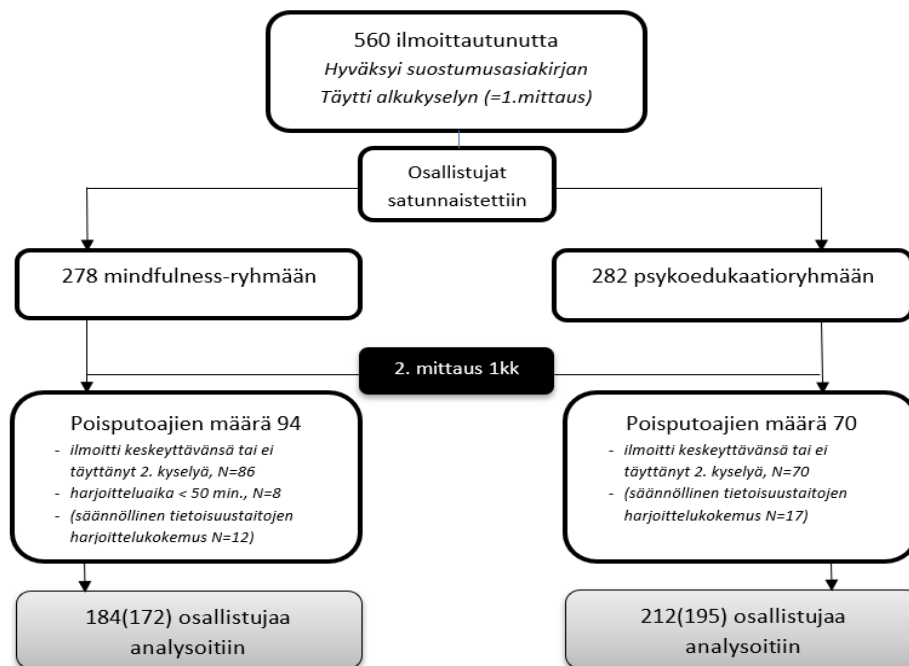 560 ilmoittautunutta
Hyväksyi suostumusasiakirjan
Täytti alkukyselyn (=1.mittaus)
Osallistujat
satunnaistettiin
278 mindfulness-ryhmään
282 psykoedukaatioryhmään
2. mittaus 1kk
Poisputoajien määrä 94
- ilmoitti keskeyttävänsä tai ei
täyttänyt 2. kyselyä, N=86
- harjoitteluaika < 50 min., N=8
- (säännöllinen tietoisuustaitojen
harjoittelukokemus N=12)
Poisputoajien määrä 70
- ilmoitti keskeyttävänsä tai ei
täyttänyt 2. kyselyä, N=70
- (säännöllinen tietoisuustaitojen
harjoittelukokemus N=17)
184(172) osallistujaa
analysoitiin
212(195) osallistujaa
analysoitiin